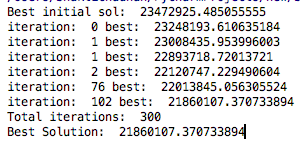 Best initial sol: 23472925.485055555
iteration: 0 best: 23248193.610635184
iteration: 1 best: 23008435.953996003
iteration: 1 best: 22893718.72013721
iteration: 2 best: 22120747.229490604
iteration: 76 best: 22013845.056305524
iteration: 102 best: 21860107.370733894
Total iterations: 300
Best Solution: 21860107.370733894